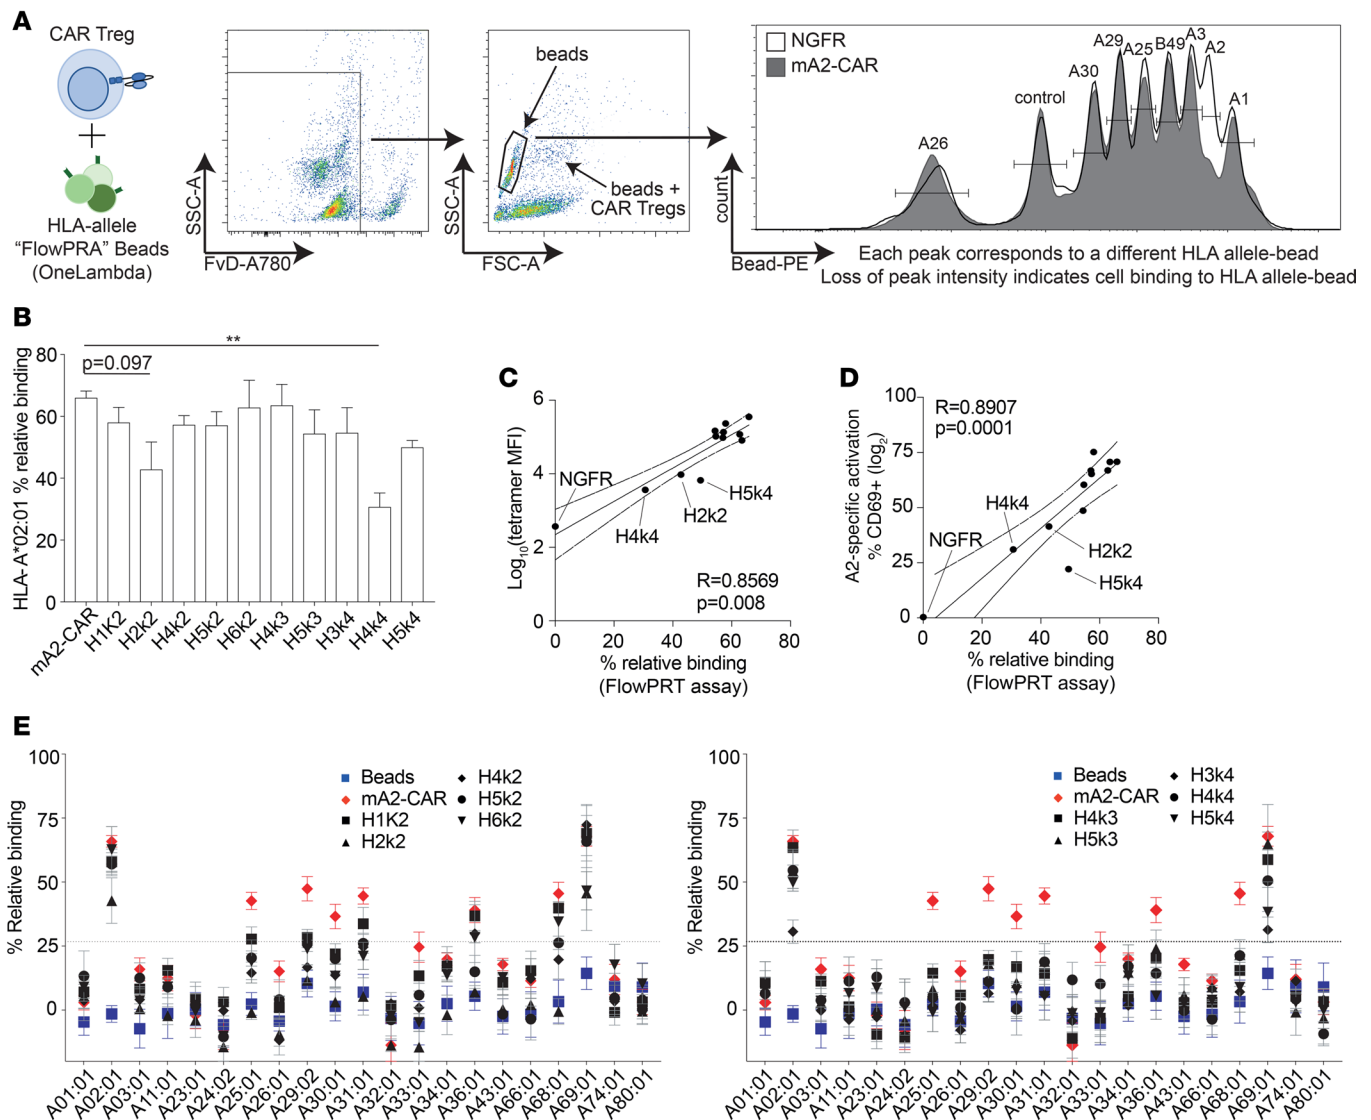 A
CAR Treg
HLA-allele
“FlowPRA” Beads
(OneLambda)
SSC-A
FvD-A780
beads
beads +
CAR Tregs
SSC-A
FSC-A
NGFR
mA2-CAR
A26
control
A30
A29
A25
B49
A3
A2
A1
count
Bead-PE
Each peak corresponds to a different HLA allele-bead
Loss of peak intensity indicates cell binding to HLA allele-bead
B
HLA- A*02:01 % relative binding
80
60
40
20
0
p=0.097
**
mA2-CAR
H1K2
H2k2
H4k2
H5k2
H6k2
H4k3
H5k3
H3k4
H4k4
H5k4
C
Log10(tetramer MFI)
6
4
2
0
NGFR
H4k4
H2k2
H5k4
R=0.8569
p=0.008
0 20 40 60 80
% relative binding
(FlowPRT assay)
D
A2-specific activation
% CD69+ (log2)
100
75
50
25
0
R=0.8907
p=0.0001
NGFR
H4k4
H2k2
H5k4
0 20 40 60 80
% relative binding
(FlowPRT assay)
E
% Relative binding
100
75
50
25
0
Beads
mA2-CAR
H1K2
H2k2
H4k2
H5k2
H6k2
A01:01
A02:01
A03:01
A11:01
A23:01
A24:02
A25:01
A26:01
A29:02
A30:01
A31:01
A32:01
A33:01
A34:01
A36:01
A43:01
A66:01
A68:01
A69:01
A74:01
A80:01
% Relative binding
100
75
50
25
0
Beads
mA2-CAR
H4k3
H5k3
H3k4
H4k4
H5k4
A01:01
A02:01
A03:01
A11:01
A23:01
A24:02
A25:01
A26:01
A29:02
A30:01
A31:01
A32:01
A33:01
A34:01
A36:01
A43:01
A66:01
A68:01
A69:01
A74:01
A80:01